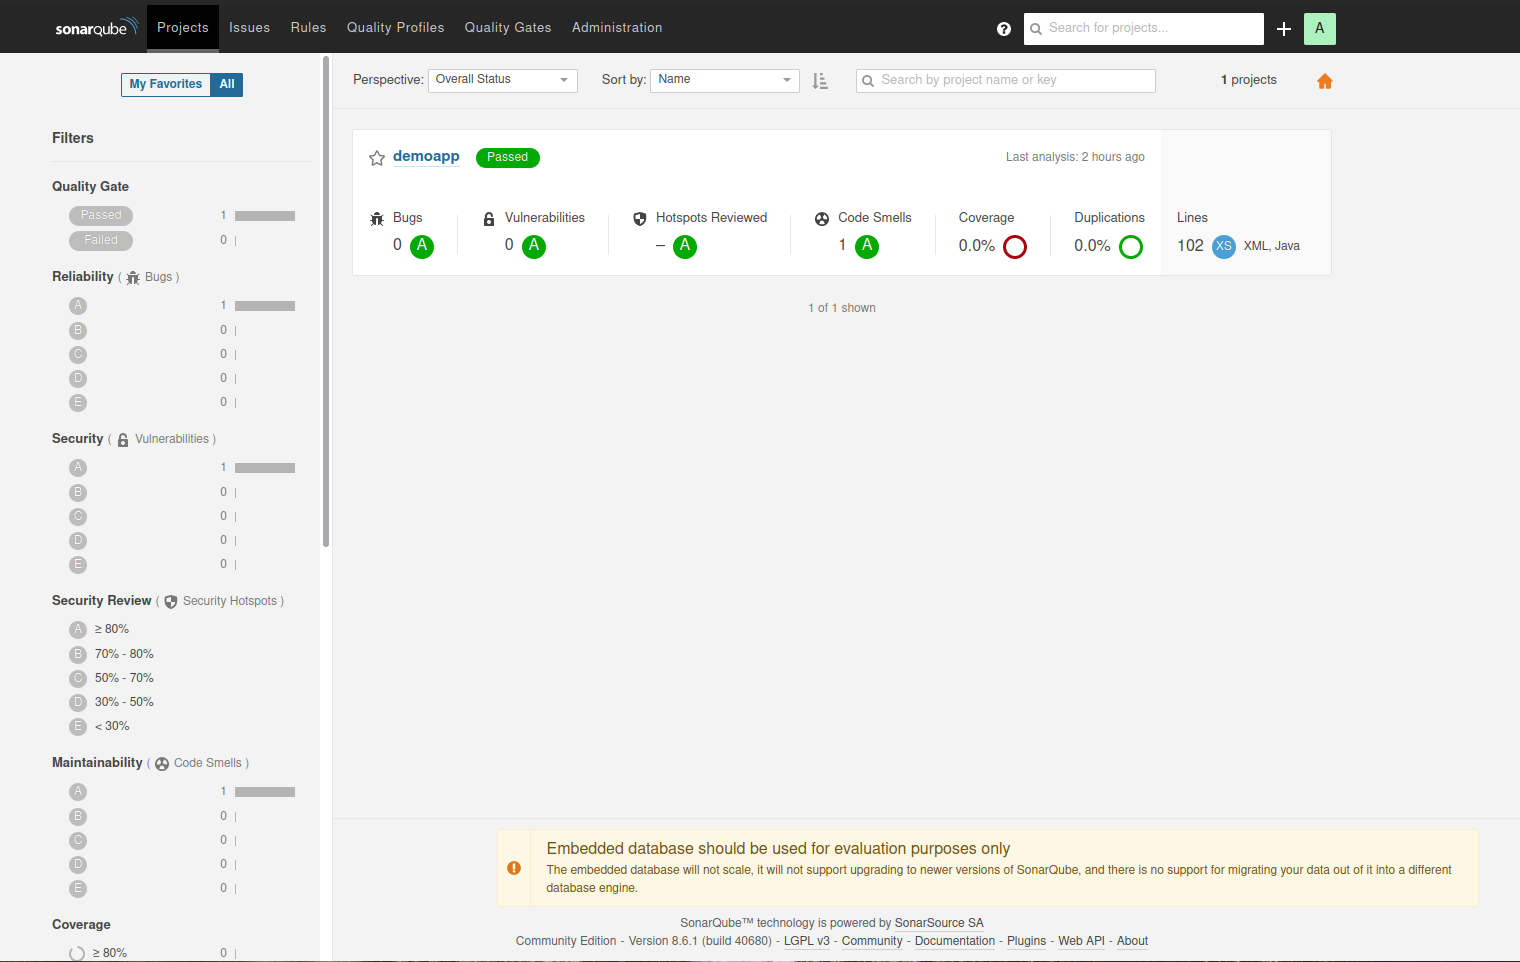 sonarqube Projects Issues Rules Quality Profiles Quality Gates Administration Search for projects... A
My Favorites All
Perspective: Overall Status Sort by: Name Search by project name or key 1 projects
Filters
Quality Gate
Passed 1
Failed 0
Reliability ( Bugs )
A 1
B 0
C 0
D 0
E 0
Security ( Vulnerabilities )
A 1
B 0
C 0
D 0
E 0
Security Review ( Security Hotspots )
A ≥ 80%
B 70% - 80%
C 50% - 70%
D 30% - 50%
E < 30%
Maintainability ( Code Smells )
A 1
B 0
C 0
D 0
E 0
Coverage
≥ 80% 0
demoapp Passed Last analysis: 2 hours ago
Bugs Vulnerabilities Hotspots Reviewed Code Smells Coverage Duplications Lines
0 A 0 A – A 1 A 0.0% 0.0% 102 XS XML, Java
1 of 1 shown
Embedded database should be used for evaluation purposes only
The embedded database will not scale, it will not support upgrading to newer versions of SonarQube, and there is no support for migrating your data out of it into a different
database engine.
SonarQube™ technology is powered by SonarSource SA
Community Edition - Version 8.6.1 (build 40680) - LGPL v3 - Community - Documentation - Plugins - Web API - About